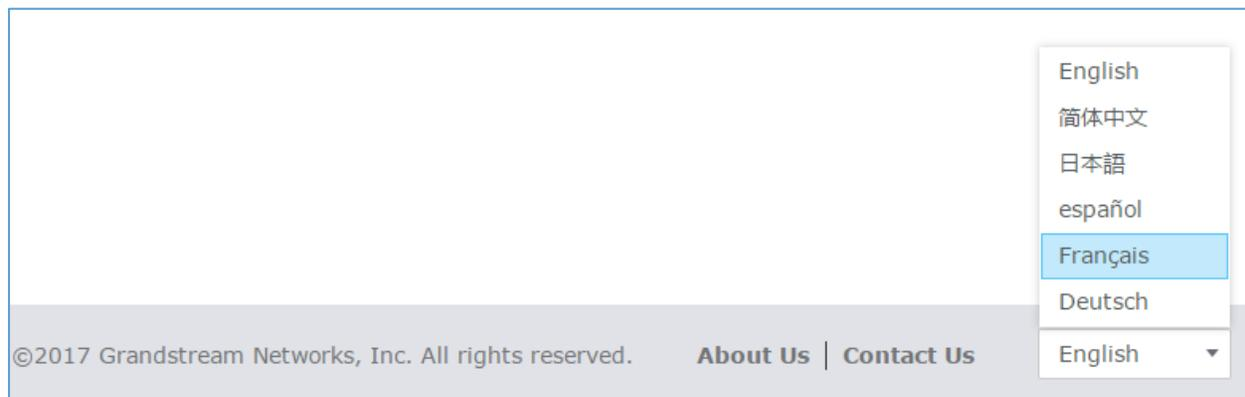 English
简体中文
日本語
español
Français
Deutsch
©2017 Grandstream Networks, Inc. All rights reserved. About Us | Contact Us English